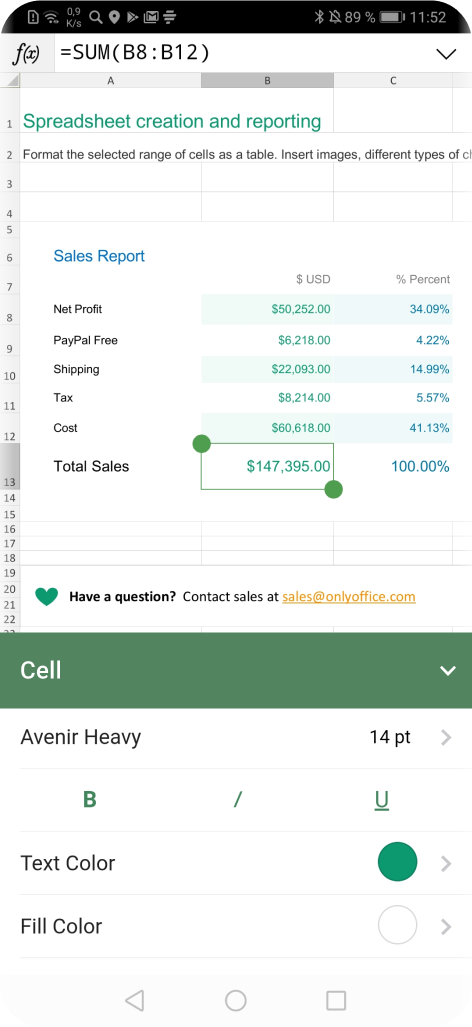 0,9
K/s
89 %
11:52
f(x) =SUM(B8:B12)
A B C
1 Spreadsheet creation and reporting
2 Format the selected range of cells as a table. Insert images, different types of
3
4
5
6 Sales Report
7 $ USD % Percent
8 Net Profit $50,252.00 34.09%
9 PayPal Free $6,218.00 4.22%
10 Shipping $22,093.00 14.99%
11 Tax $8,214.00 5.57%
12 Cost $60,618.00 41.13%
13 Total Sales $147,395.00 100.00%
14
15
16
17
18
19
20
21 Have a question? Contact sales at sales@onlyoffice.com
22
Cell
Avenir Heavy 14 pt
B / U
Text Color
Fill Color